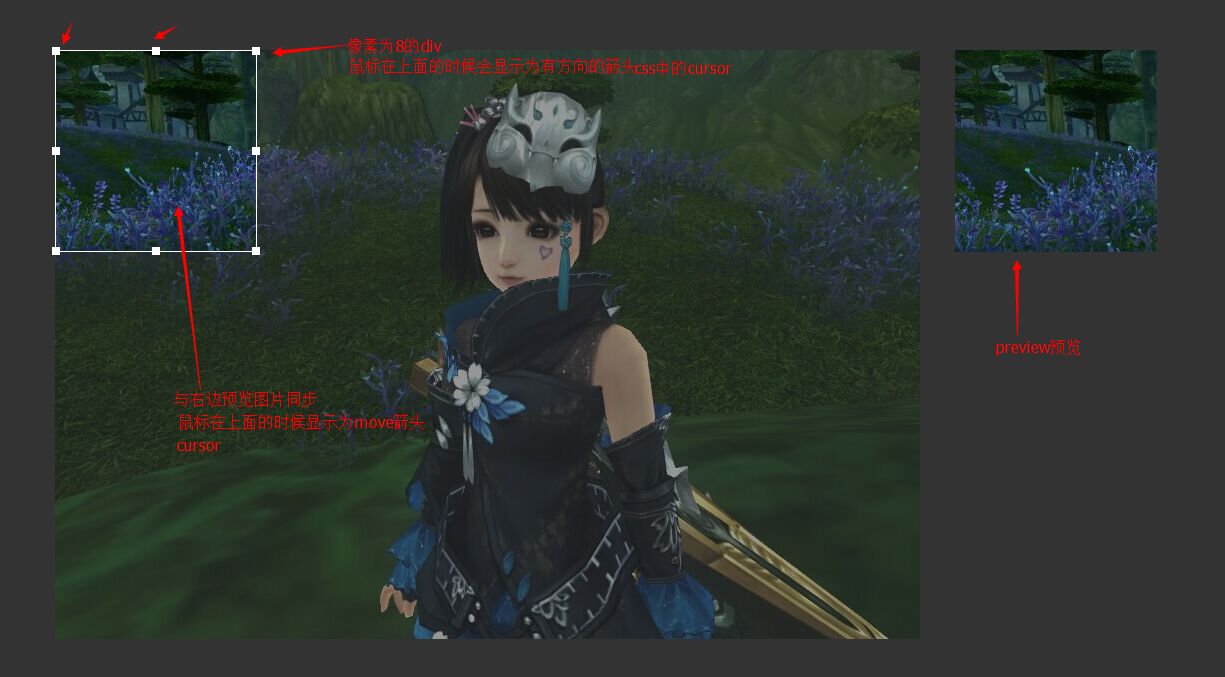 像素为8的div
鼠标在上面的时候会显示为有方向的箭头css中的cursor
preview预览
与右边预览图片同步
鼠标在上面的时候显示为move箭头
cursor